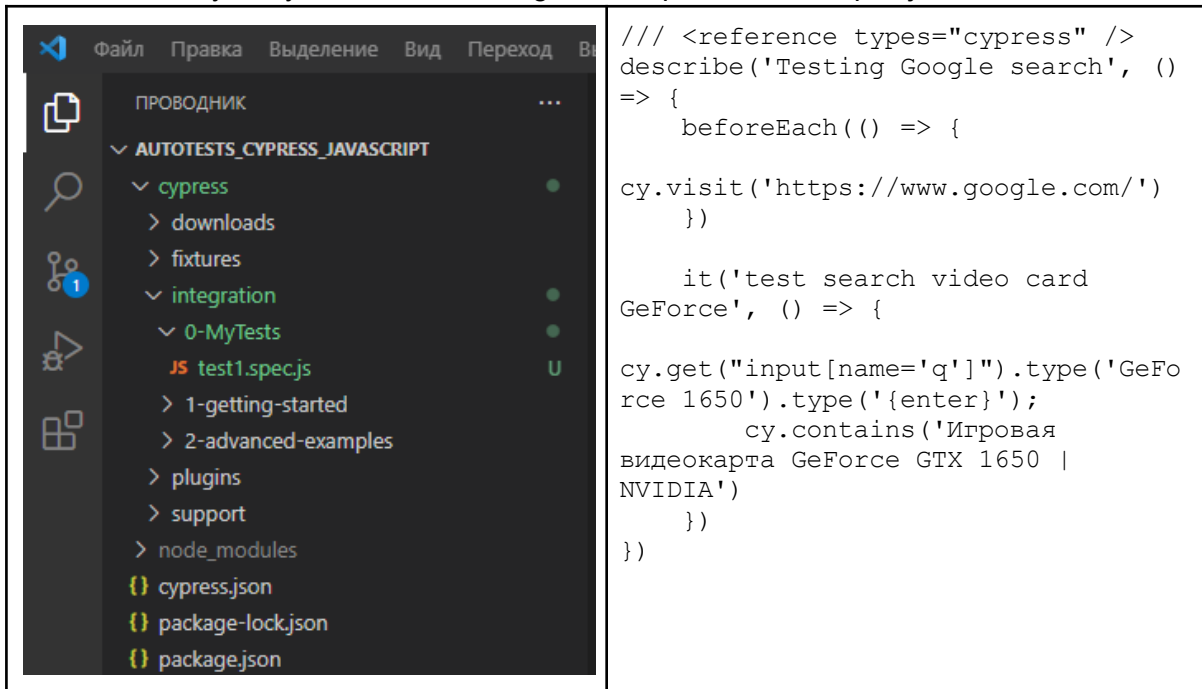 Файл Правка Выделение Вид Переход
ПРОВОДНИК ...
AUTOTESTS_CYPRESS_JAVASCRIPT
cypress
downloads
fixtures
integration
1
0-MyTests
JS test1.spec.js U
1-getting-started
2-advanced-examples
plugins
support
node_modules
{} cypress.json
{} package-lock.json
{} package.json
/// <reference types="cypress" />
describe('Testing Google search', ()
=> {
    beforeEach(() => {
cy.visit('https://www.google.com/')
    })
    it('test search video card
GeForce', () => {
cy.get("input[name='q']").type('GeFo
rce 1650').type('{enter}');
        cy.contains('Игровая
видеокарта GeForce GTX 1650 |
NVIDIA')
    })
})